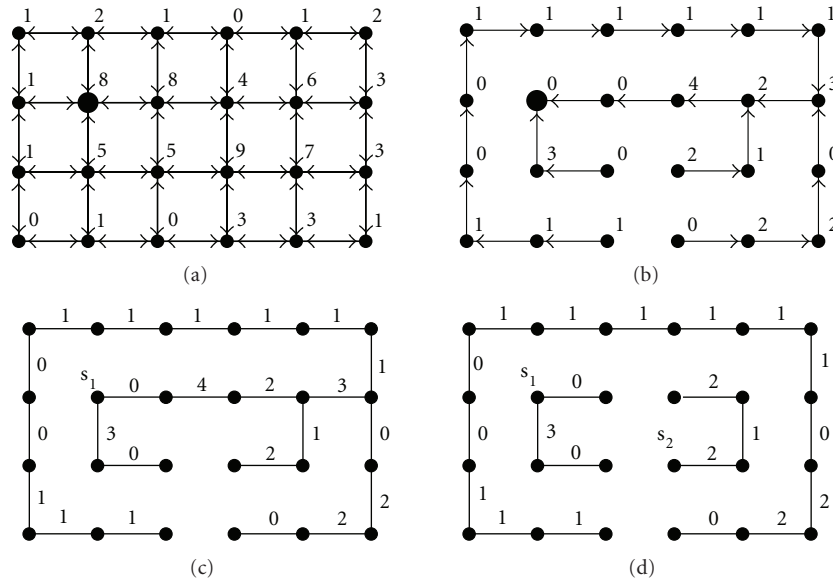 1 2 1 0 1 2
1 8 8 4 6 3
1 5 5 9 7 3
0 1 0 3 3 1
(a)
1 1 1 1 1 1
0 0 0 4 2 3
0 3 0 2 1 0
1 1 1 0 2 2
(b)
1 1 1 1 1
0 1
s1 0 4 2 3
0 3 1 0
0 2
1 2
1 1 0 2
(c)
1 1 1 1 1
0 1
s1 0 2
0 3 1 0
s2
0 2
1 2
1 1 0 2
(d)